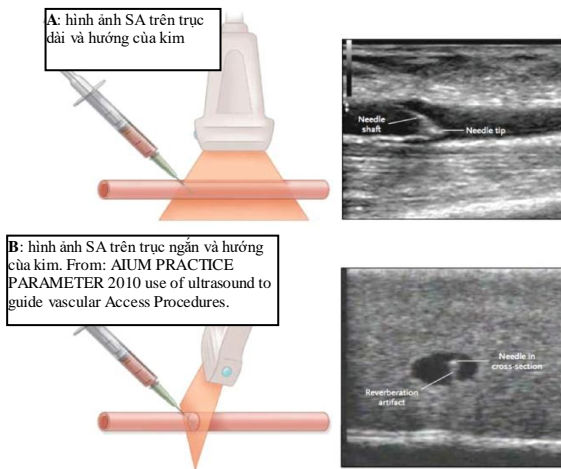 A: hình ảnh SA trên trục
dài và hướng cùa kim
Needle
shaft
Needle tip
B: hình ảnh SA trên trục ngắn và hướng
cùa kim. From: AIUM PRACTICE
PARAMETER 2010 use of ultrasound to
guide vascular Access Procedures.
Needle in
cross-section
Reverberation
artifact